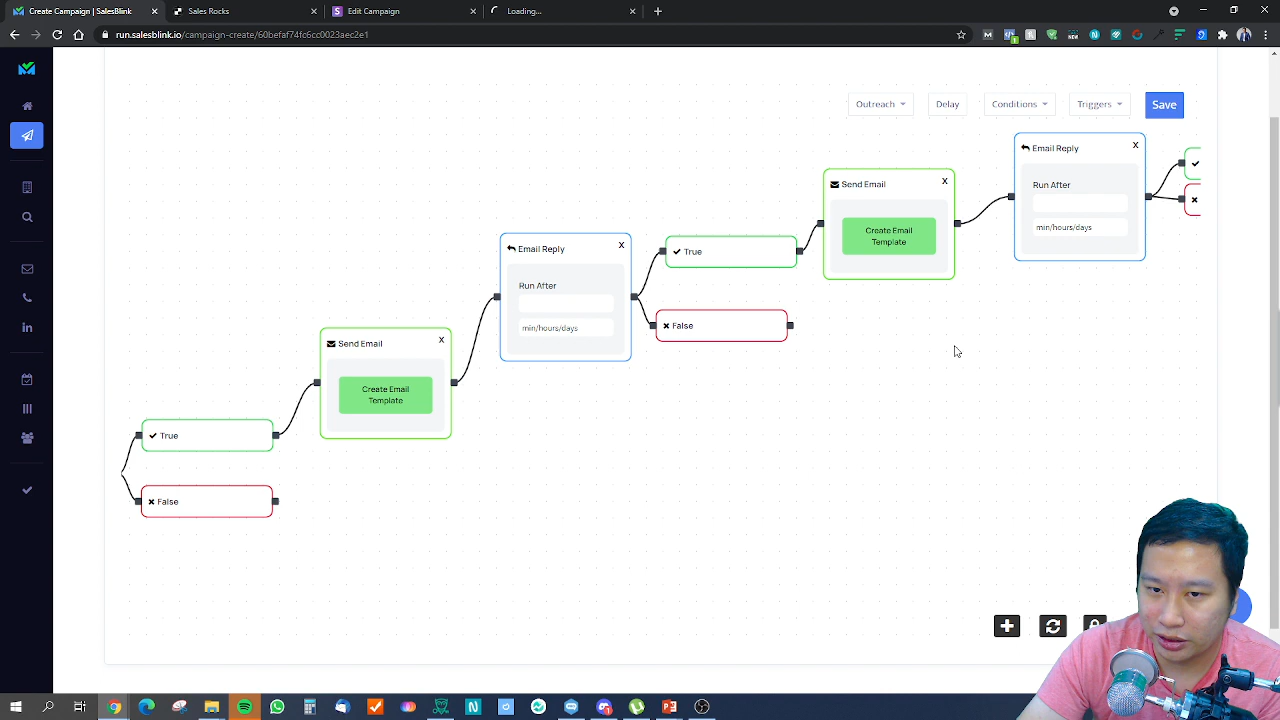 Create Campaign | SalesBlink
Sales Rocks
Edit Campaign
Loading...
run.salesblink.io/campaign-create/60befaf74fc6cc0023aec2e1
Outreach
Delay
Conditions
Triggers
Save
Email Reply
X
Run After
min/hours/days
Send Email
X
Create Email
Template
Email Reply
X
Run After
min/hours/days
True
False
Send Email
X
Create Email
Template
True
False